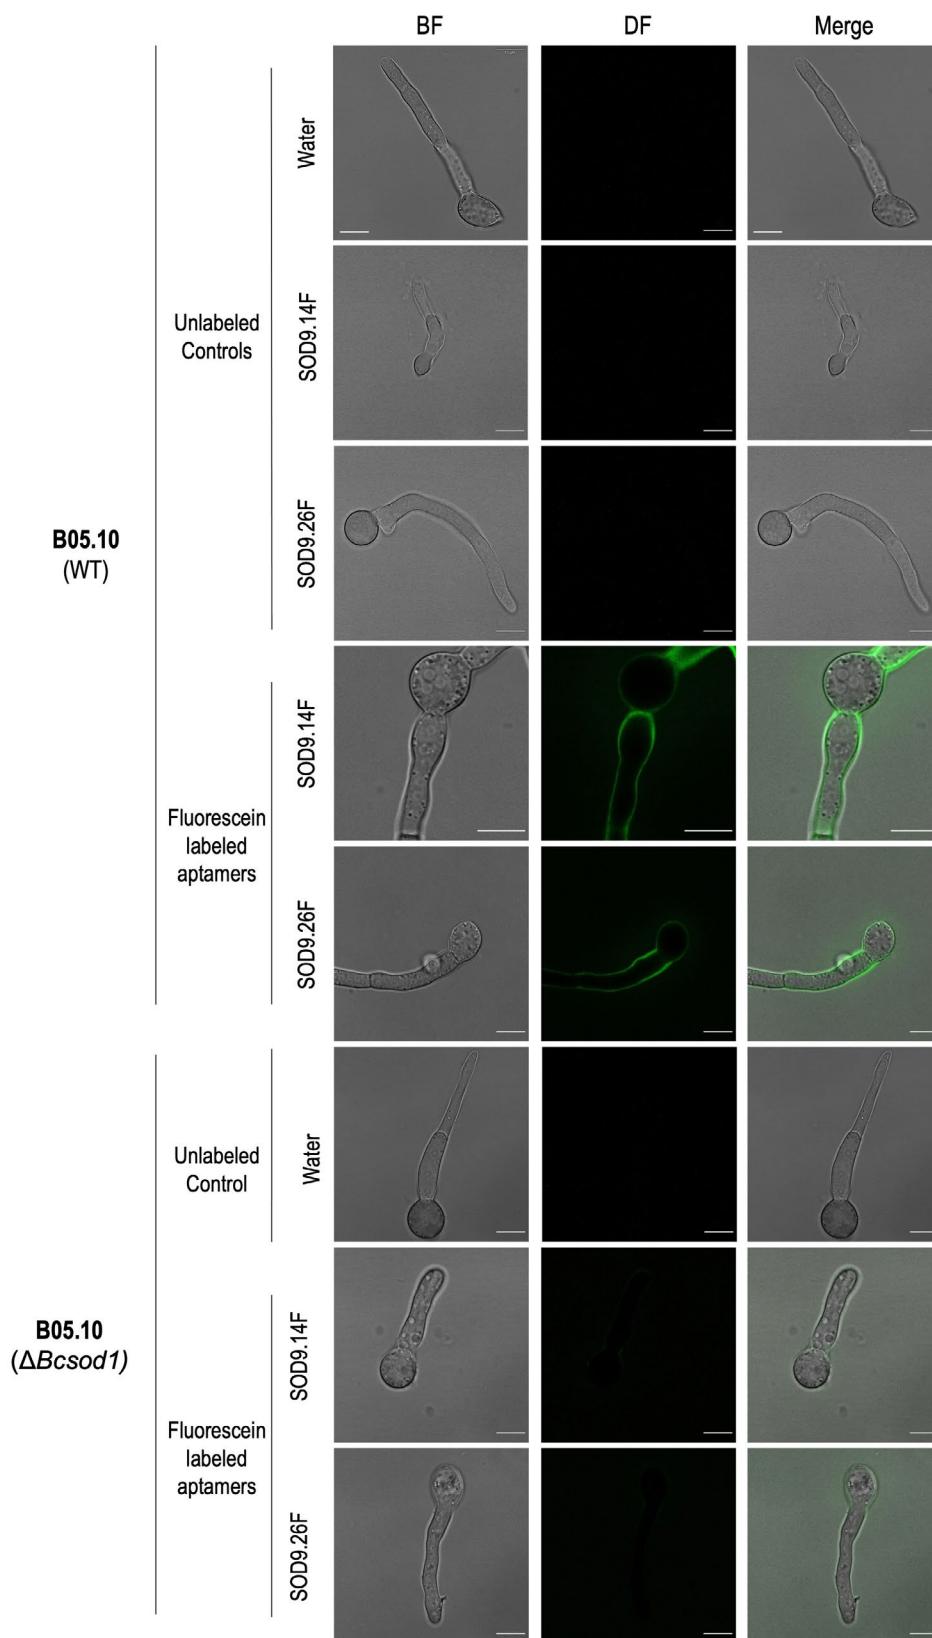 BF DF Merge
Water
Unlabeled
Controls
SOD9.14F
SOD9.26F
B05.10
(WT)
SOD9.14F
Fluorescein
labeled
aptamers
SOD9.26F
Unlabeled
Control
Water
B05.10
(ΔBcsod1)
SOD9.14F
Fluorescein
labeled
aptamers
SOD9.26F